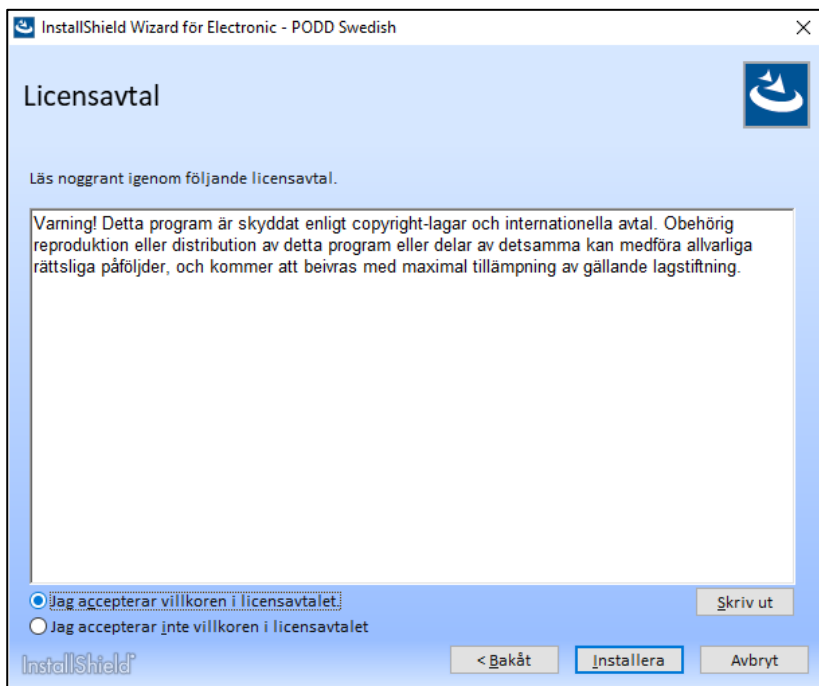 InstallShield Wizard för Electronic - PODD Swedish
Licensavtal
Läs noggrant igenom följande licensavtal.
Varning! Detta program är skyddat enligt copyright-lagar och internationella avtal. Obehörig
reproduktion eller distribution av detta program eller delar av detsamma kan medföra allvarliga
rättsliga påföljder, och kommer att beivras med maximal tillämpning av gällande lagstiftning.
Jag accepterar villkoren i licensavtalet.
Skriv ut
Jag accepterar inte villkoren i licensavtalet
InstallShield
< Bakåt Installera Avbryt